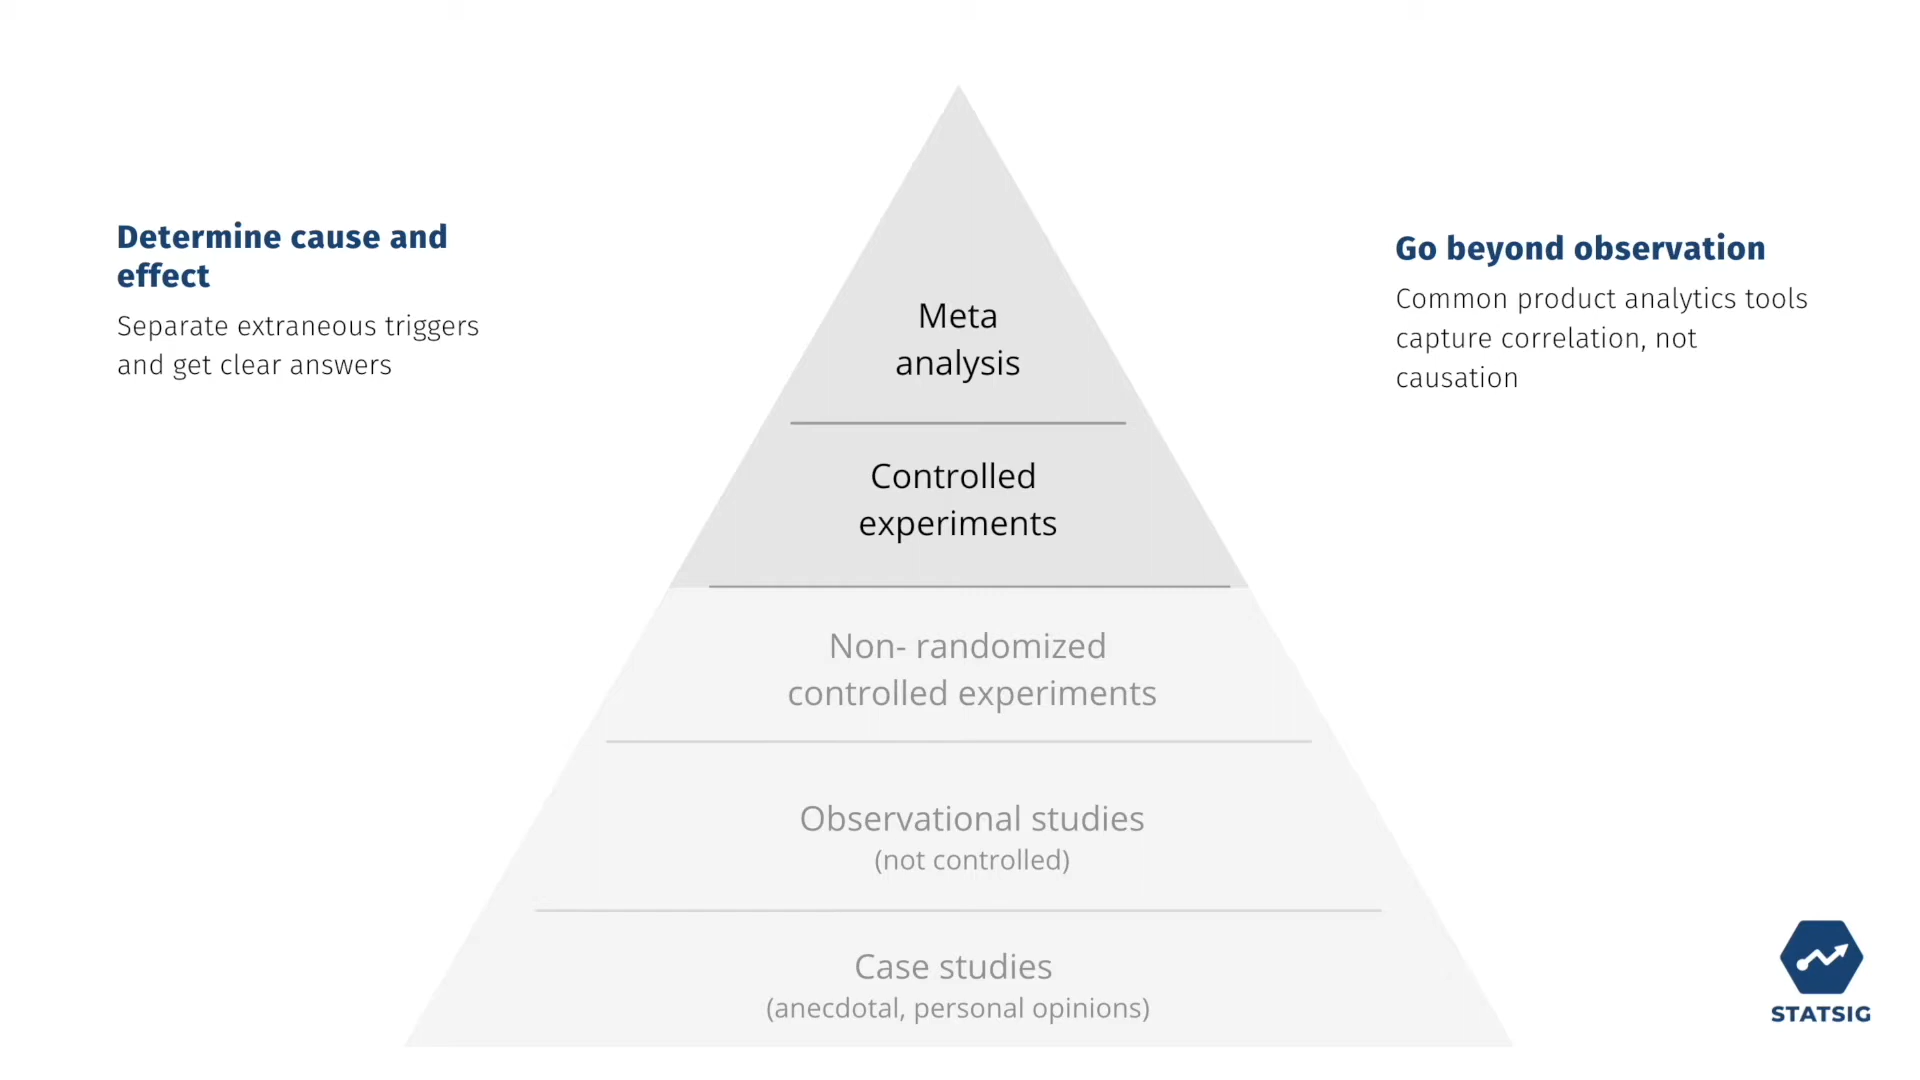 Determine cause and
effect
Separate extraneous triggers
and get clear answers
Meta
analysis
Controlled
experiments
Non- randomized
controlled experiments
Observational studies
(not controlled)
Case studies
(anecdotal, personal opinions)
Go beyond observation
Common product analytics tools
capture correlation, not
causation
STATSIG